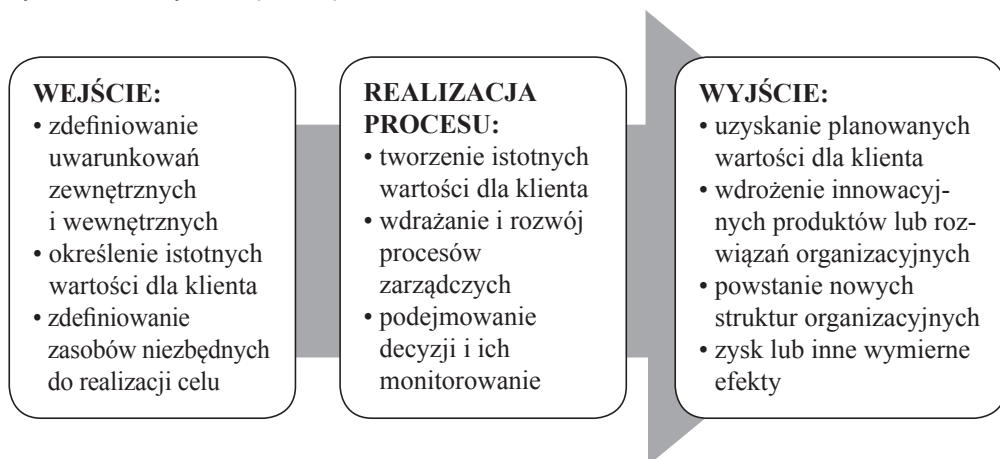 WEJŚCIE:
• zdefiniowanie
uwarunkowań
zewnętrznych
i wewnętrznych
• określenie istotnych
wartości dla klienta
• zdefiniowanie
zasobów niezbędnych
do realizacji celu
REALIZACJA
PROCESU:
• tworzenie istotnych
wartości dla klienta
• wdrażanie i rozwój
procesów
zarządczych
• podejmowanie
decyzji i ich
monitorowanie
WYJŚCIE:
• uzyskanie planowanych
wartości dla klienta
• wdrożenie innowacyj-
nych produktów lub roz-
wiązań organizacyjnych
• powstanie nowych
struktur organizacyjnych
• zysk lub inne wymierne
efekty